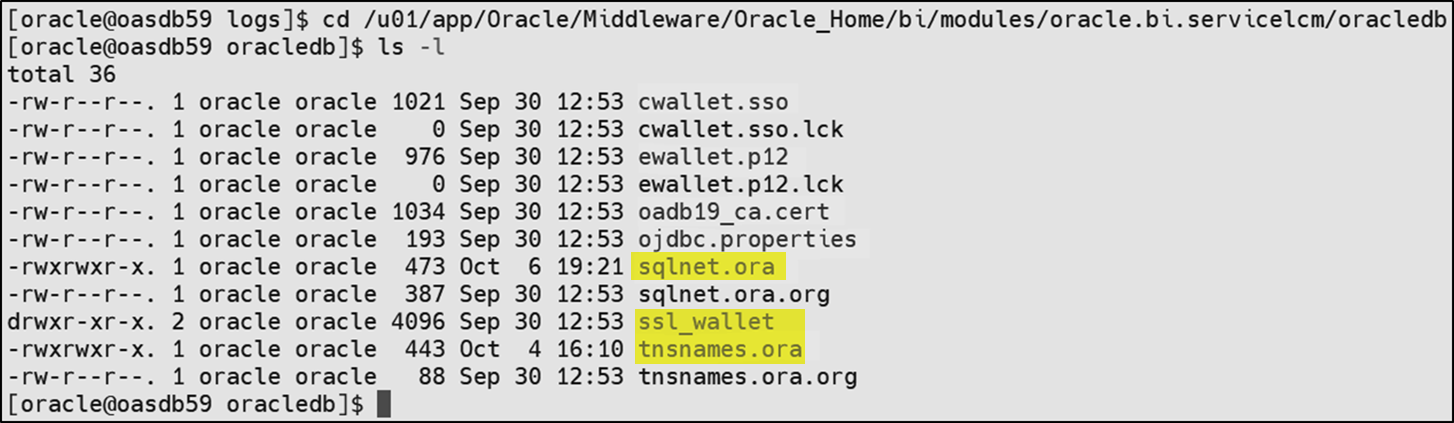 [oracle@oasdb59 logs]$ cd /u01/app/Oracle/Middleware/Oracle_Home/bi/modules/oracle.bi.servicelcm/oracledb
[oracle@oasdb59 oracledb]$ ls -l
total 36
-rw-r--r--. 1 oracle oracle 1021 Sep 30 12:53 cwallet.sso
-rw-r--r--. 1 oracle oracle    0 Sep 30 12:53 cwallet.sso.lck
-rw-r--r--. 1 oracle oracle  976 Sep 30 12:53 ewallet.p12
-rw-r--r--. 1 oracle oracle    0 Sep 30 12:53 ewallet.p12.lck
-rw-r--r--. 1 oracle oracle 1034 Sep 30 12:53 oadb19_ca.cert
-rw-r--r--. 1 oracle oracle  193 Sep 30 12:53 ojdbc.properties
-rwxrwxr-x. 1 oracle oracle  473 Oct  6 19:21 sqlnet.ora
-rw-r--r--. 1 oracle oracle  387 Sep 30 12:53 sqlnet.ora.org
drwxr-xr-x. 2 oracle oracle 4096 Sep 30 12:53 ssl_wallet
-rwxrwxr-x. 1 oracle oracle  443 Oct  4 16:10 tnsnames.ora
-rw-r--r--. 1 oracle oracle   88 Sep 30 12:53 tnsnames.ora.org
[oracle@oasdb59 oracledb]$